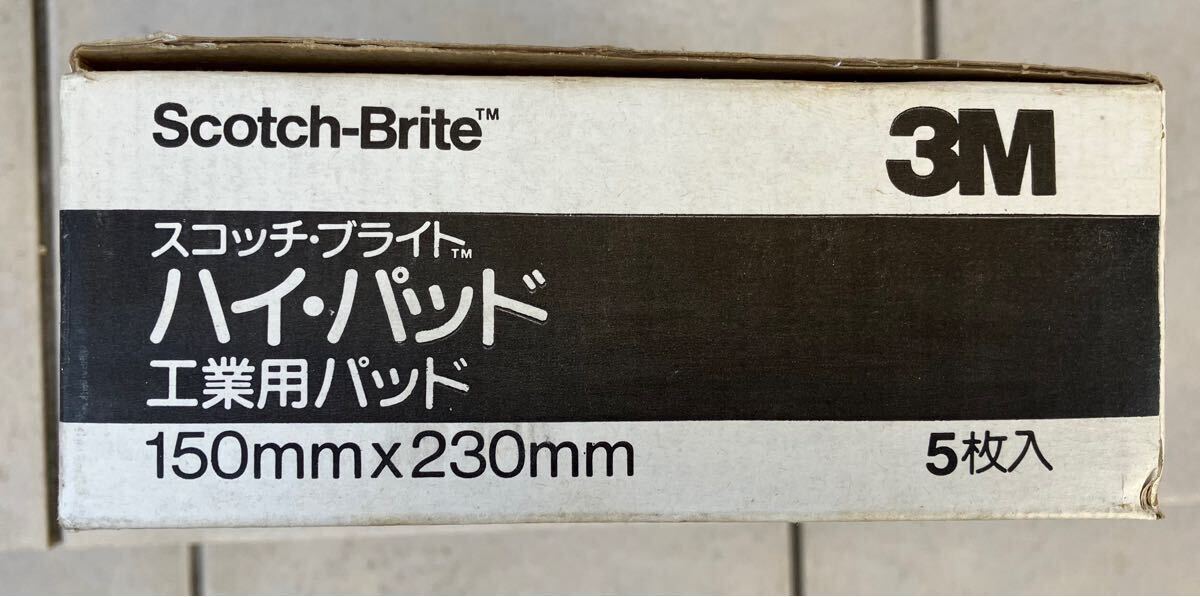 Scotch-Brite™
3M
スコッチ・ブライト™
ハイ・パッド
工業用パッド
150mm x 230mm
5枚入